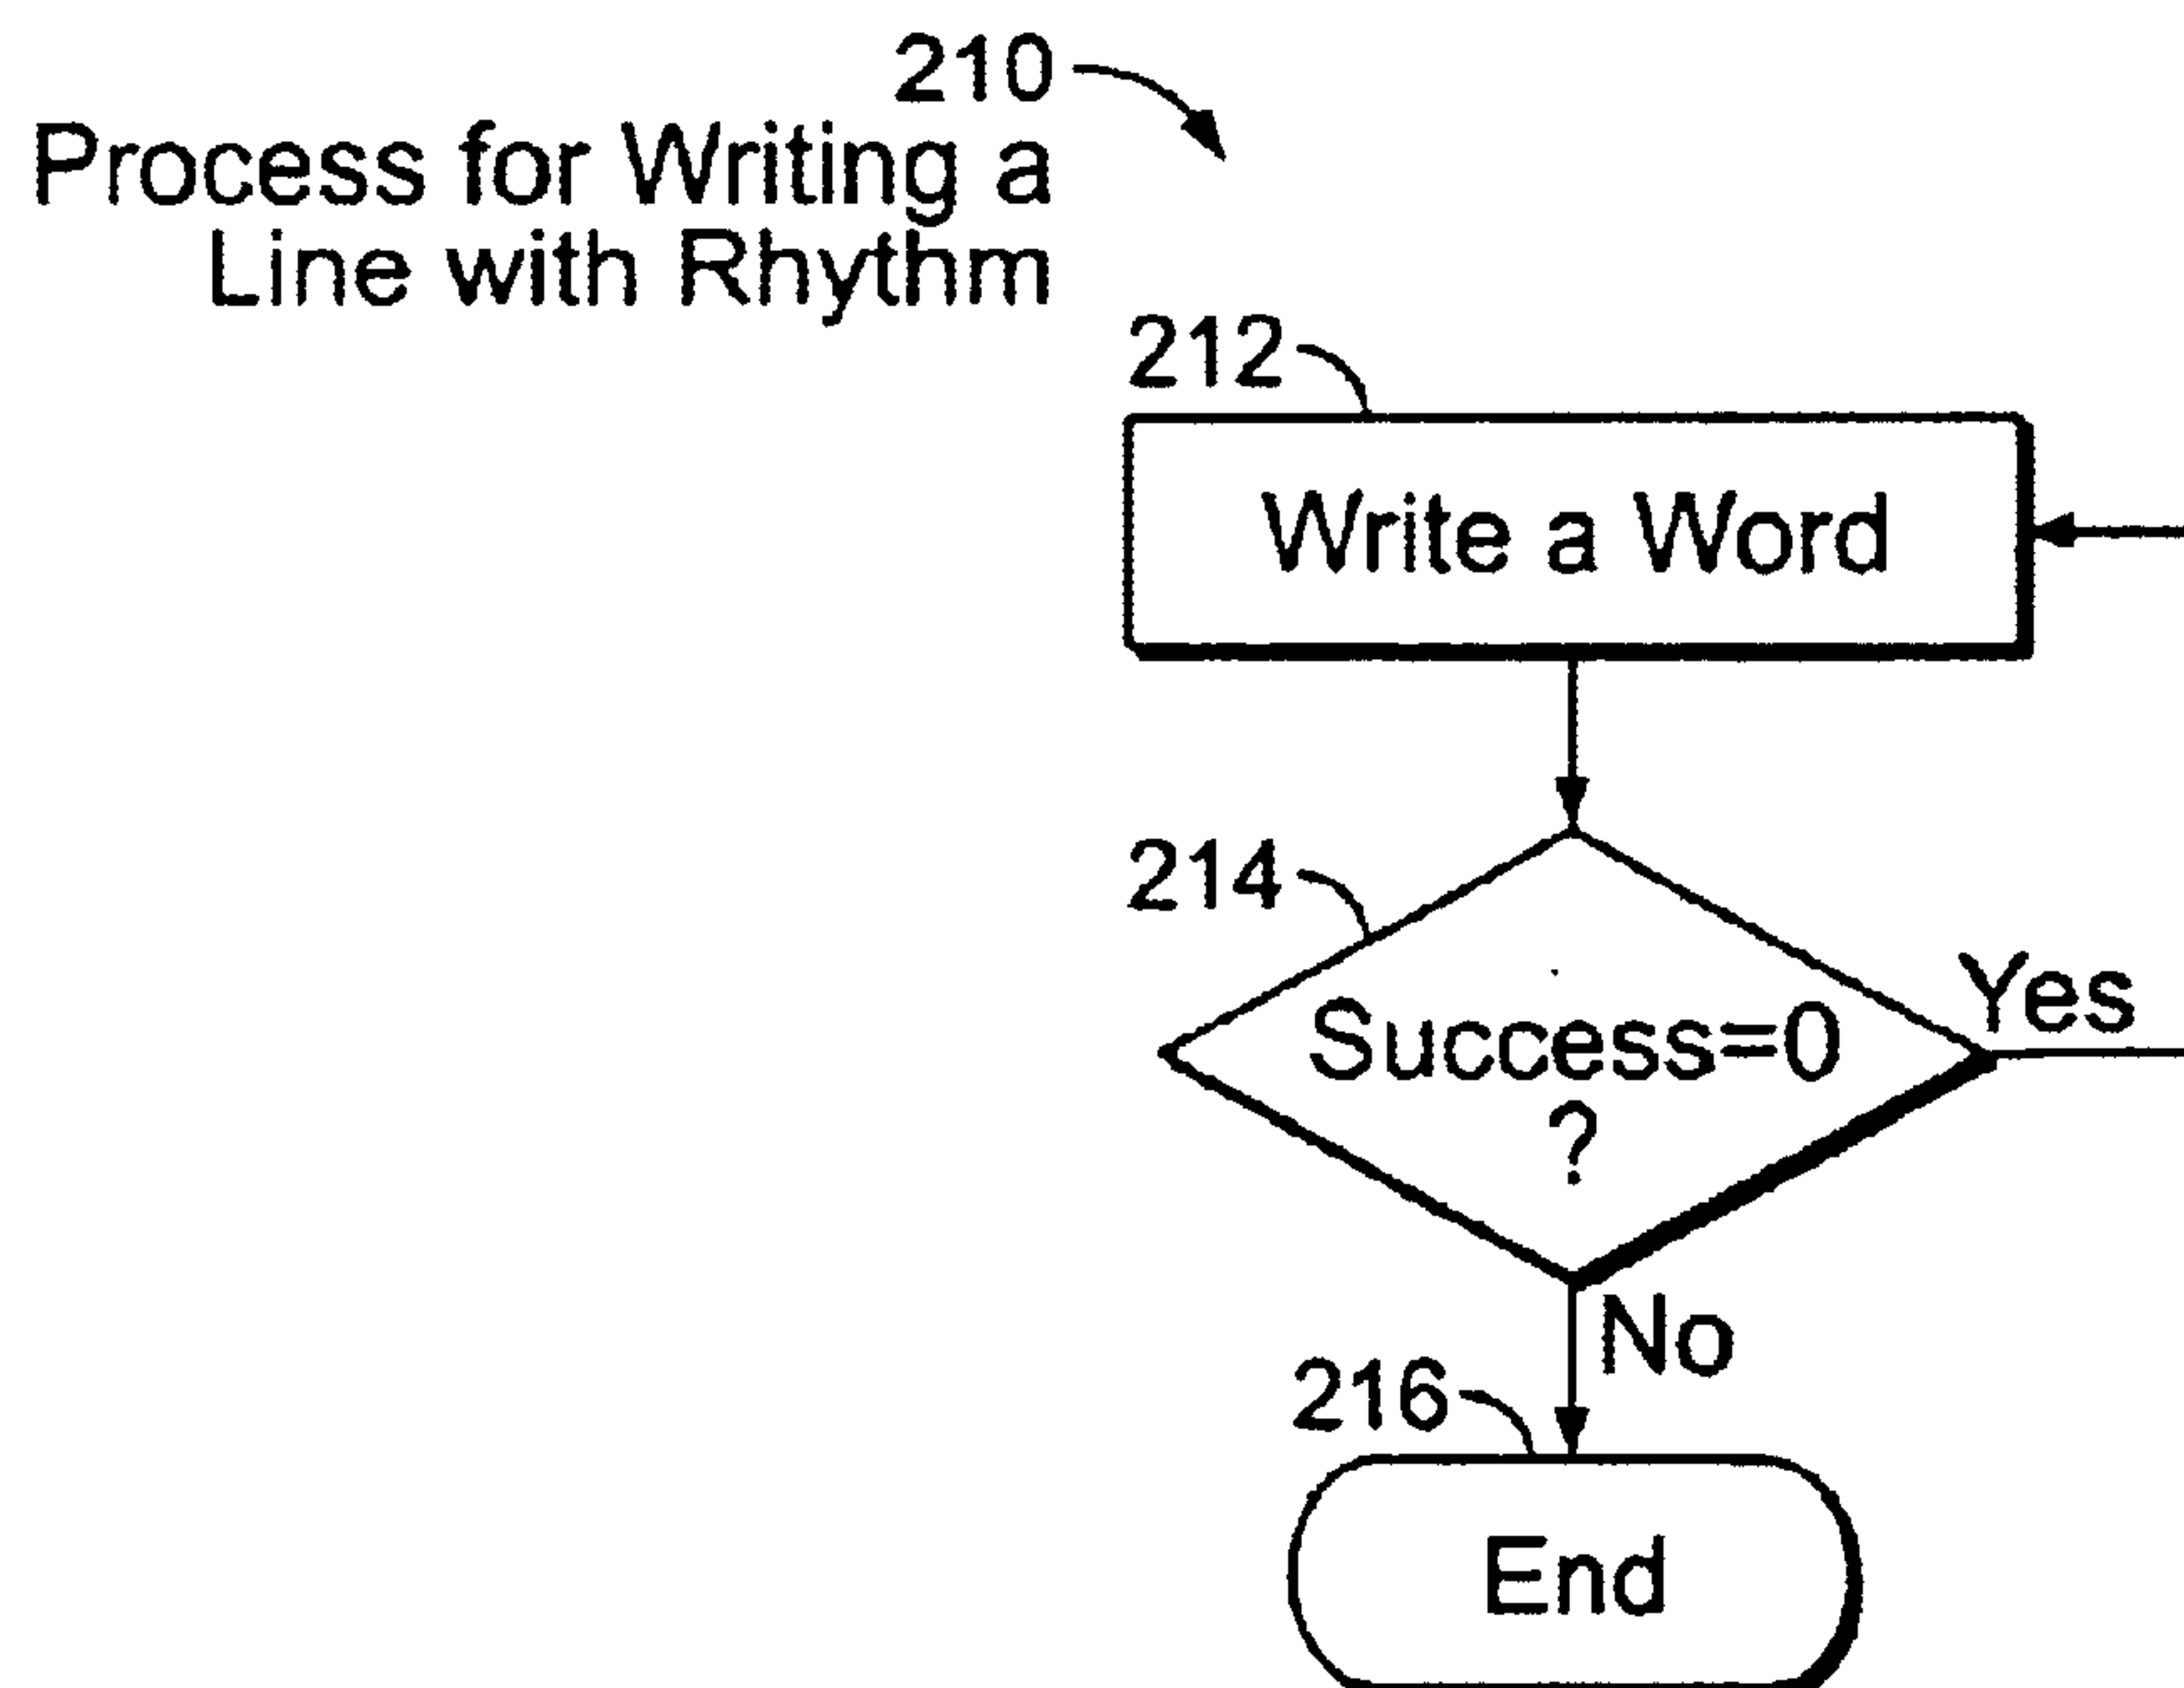 210
Process for Writing a
Line with Rhythm
212
Write a Word
214
Success=0
?
Yes
No
216
End